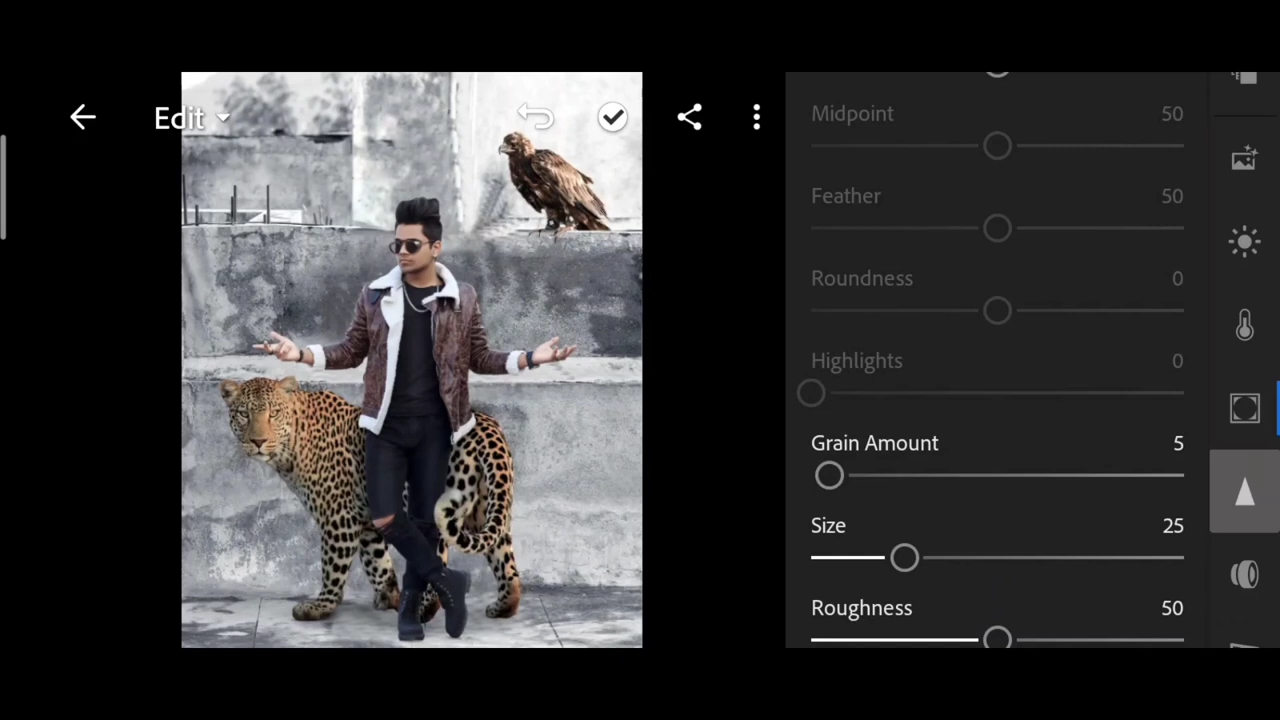 Edit
Midpoint 50
Feather 50
Roundness 0
Highlights 0
Grain Amount 5
Size 25
Roughness 50